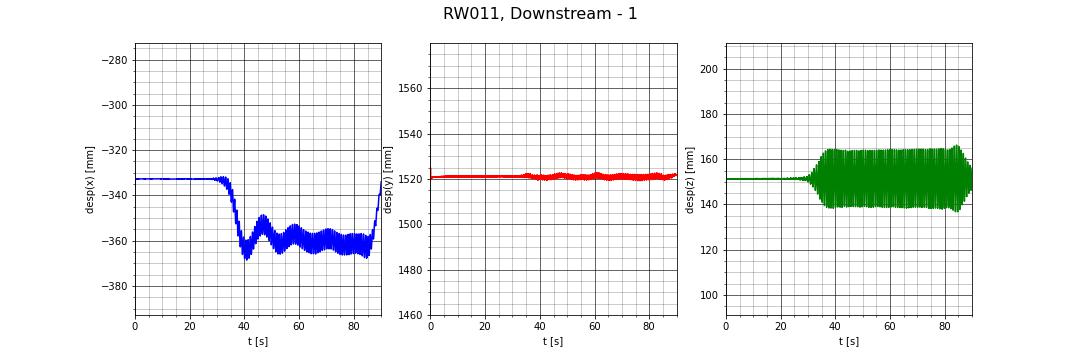 RW011, Downstream - 1
desp(x) [mm]
−280
−300
−320
−340
−360
−380
0 20 40 60 80
t [s]
desp(y) [mm]
1560
1540
1520
1500
1480
1460
0 20 40 60 80
t [s]
desp(z) [mm]
200
180
160
140
120
100
0 20 40 60 80
t [s]